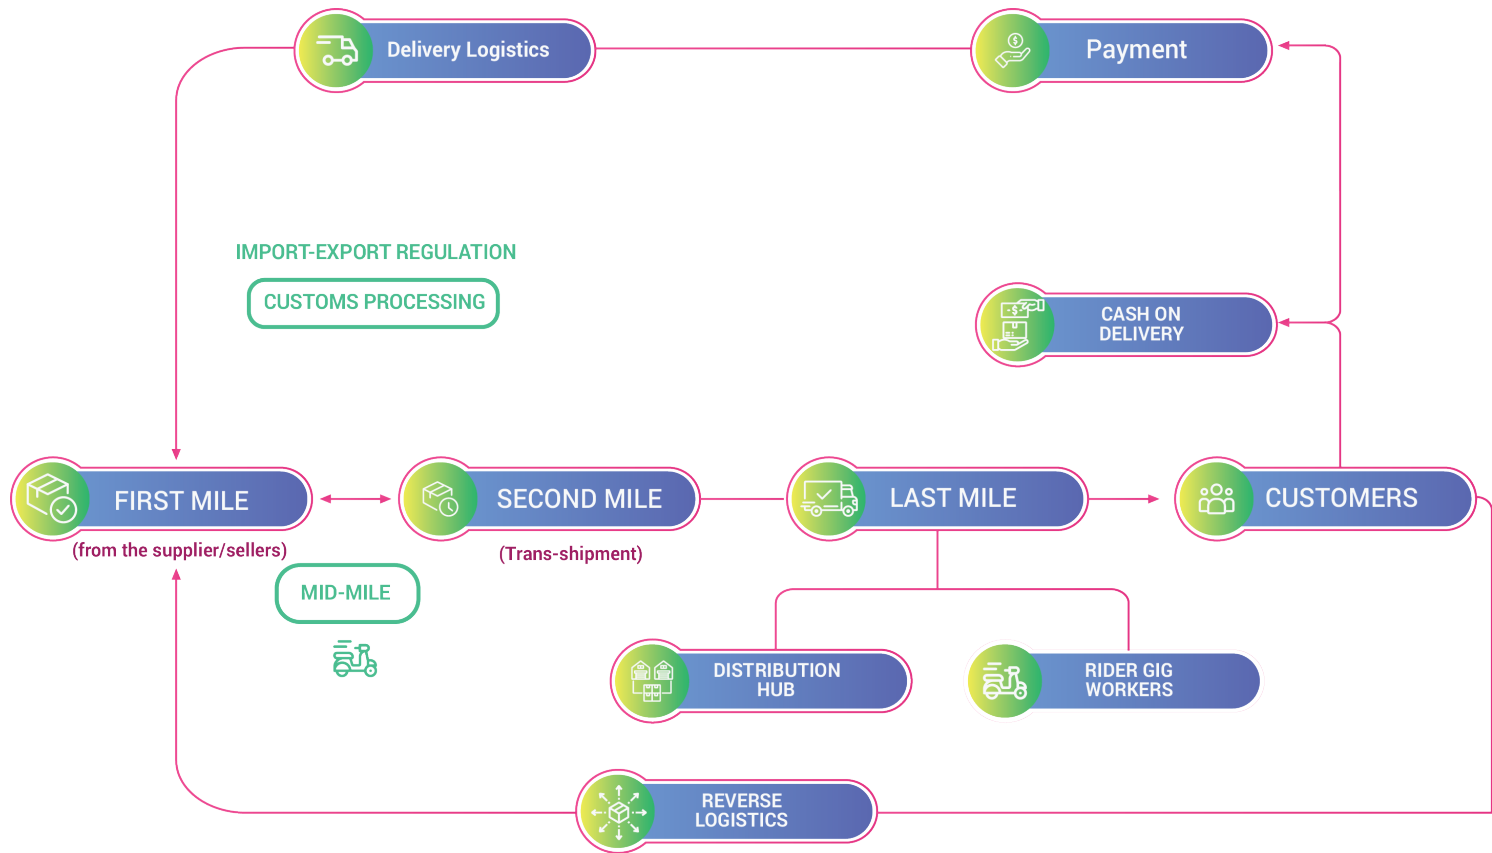 Delivery Logistics
Payment
IMPORT-EXPORT REGULATION
CUSTOMS PROCESSING
CASH ON
DELIVERY
FIRST MILE
(from the supplier/sellers)
SECOND MILE
(Trans-shipment)
LAST MILE
CUSTOMERS
MID-MILE
DISTRIBUTION
HUB
RIDER GIG
WORKERS
REVERSE
LOGISTICS